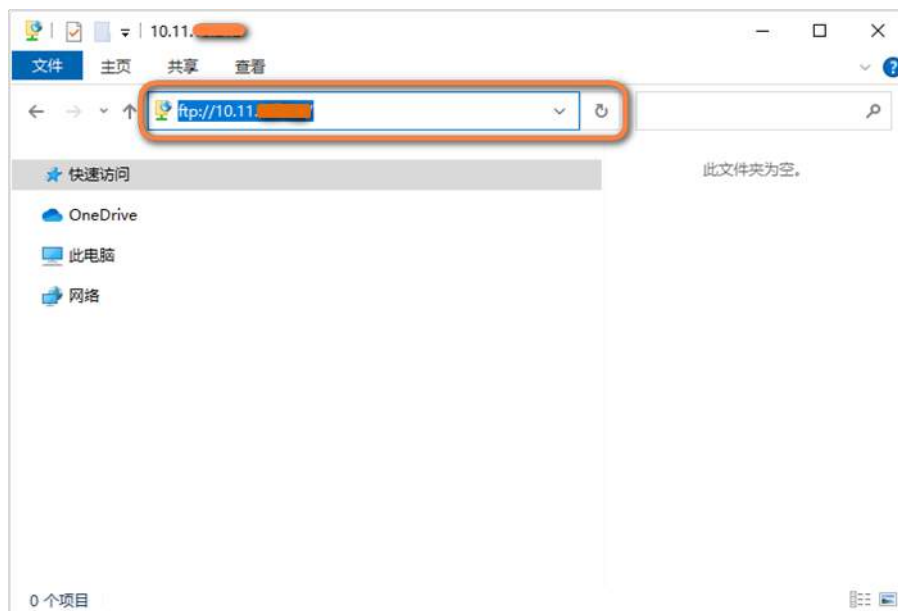 10.11.
文件 主页 共享 查看
ftp://10.11.
快速访问
此文件夹为空。
OneDrive
此电脑
网络
0 个项目